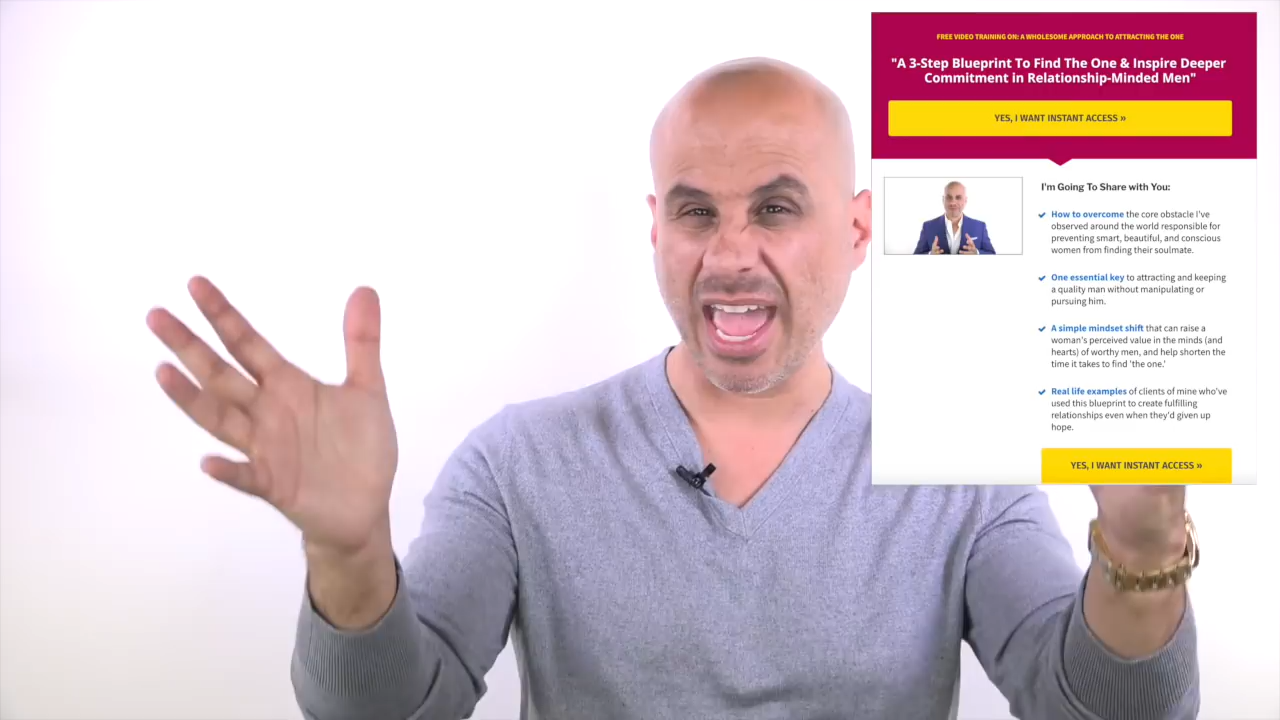 FREE VIDEO TRAINING ON: A WHOLESOME APPROACH TO ATTRACTING THE ONE
"A 3-Step Blueprint To Find The One & Inspire Deeper
Commitment in Relationship-Minded Men"
YES, I WANT INSTANT ACCESS »
I'm Going To Share with You:
How to overcome the core obstacle I've
observed around the world responsible for
preventing smart, beautiful, and conscious
women from finding their soulmate.
One essential key to attracting and keeping
a quality man without manipulating or
pursuing him.
A simple mindset shift that can raise a
woman's perceived value in the minds (and
hearts) of worthy men, and help shorten the
time it takes to find 'the one.'
Real life examples of clients of mine who've
used this blueprint to create fulfilling
relationships even when they'd given up
hope.
YES, I WANT INSTANT ACCESS »